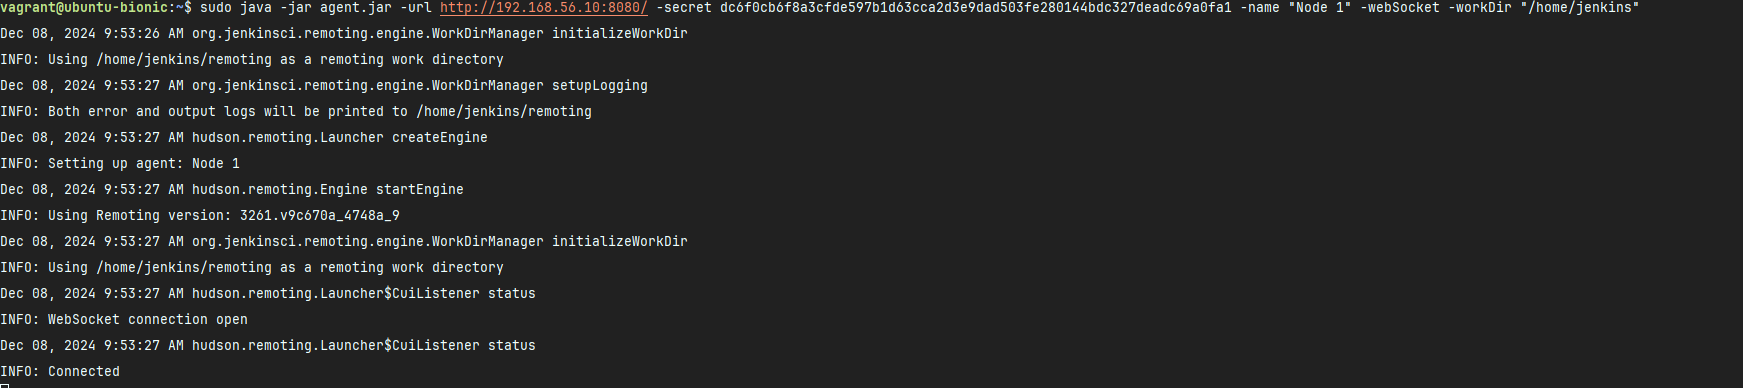 vagrant@ubuntu-bionic:~$ sudo java -jar agent.jar -url http://192.168.56.10:8080/ -secret dc6f0cb6f8a3cfde597b1d63cca2d3e9dad503fe280144bdc327deadc69a0fa1 -name "Node 1" -webSocket -workDir "/home/jenkins"
Dec 08, 2024 9:53:26 AM org.jenkinsci.remoting.engine.WorkDirManager initializeWorkDir
INFO: Using /home/jenkins/remoting as a remoting work directory
Dec 08, 2024 9:53:27 AM org.jenkinsci.remoting.engine.WorkDirManager setupLogging
INFO: Both error and output logs will be printed to /home/jenkins/remoting
Dec 08, 2024 9:53:27 AM hudson.remoting.Launcher createEngine
INFO: Setting up agent: Node 1
Dec 08, 2024 9:53:27 AM hudson.remoting.Engine startEngine
INFO: Using Remoting version: 3261.v9c670a_4748a_9
Dec 08, 2024 9:53:27 AM org.jenkinsci.remoting.engine.WorkDirManager initializeWorkDir
INFO: Using /home/jenkins/remoting as a remoting work directory
Dec 08, 2024 9:53:27 AM hudson.remoting.Launcher$CuiListener status
INFO: WebSocket connection open
Dec 08, 2024 9:53:27 AM hudson.remoting.Launcher$CuiListener status
INFO: Connected